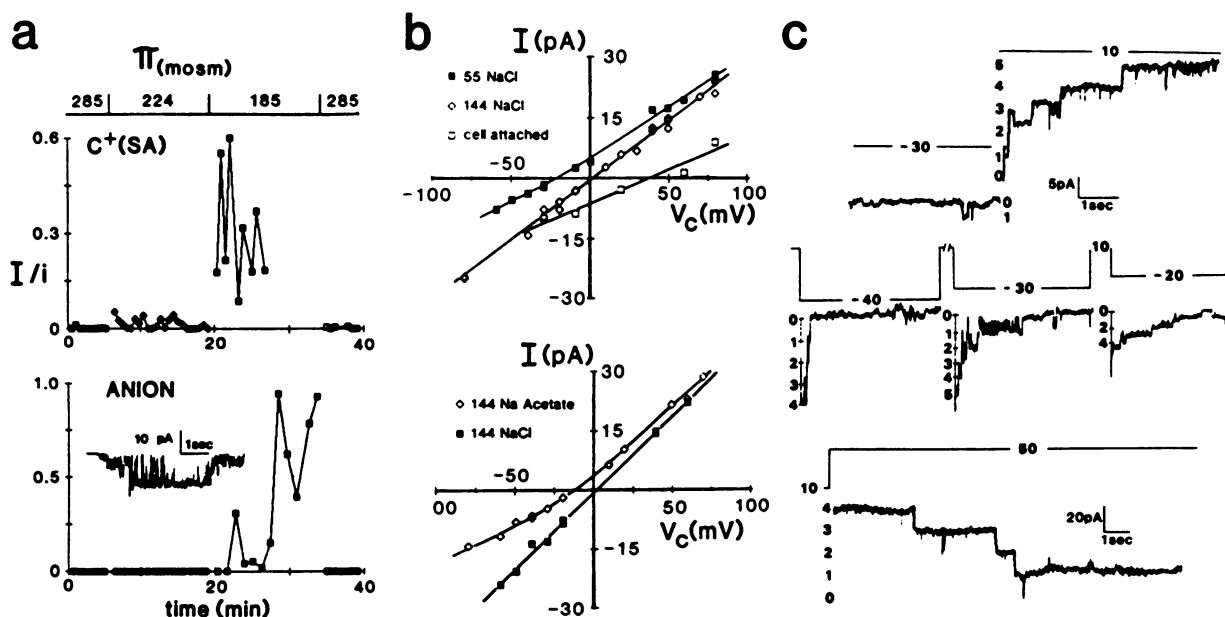 a
π(mosm)
285 224 185 285
0.6
C+(SA)
0.3
I/i
0
0 20 40
1.0
ANION
10 pA
1sec
0.5
0
0 20 40
time (min)
b
I(pA)
30
55 NaCl
144 NaCl
cell attached
15
-50
-100 50 100
Vc(mV)
-15
-30
I(pA)
30
144 Na Acetate
144 NaCl
15
-50
00 50 100
Vc(mV)
-15
-30
c
10
5
4
3
2
1
0
-30
0
1
5pA
1sec
10
-40 -30 -20
0
1
2
3
4
0
1
2
3
4
5
0
2
4
50
10
4
3
2
1
0
20pA
1sec